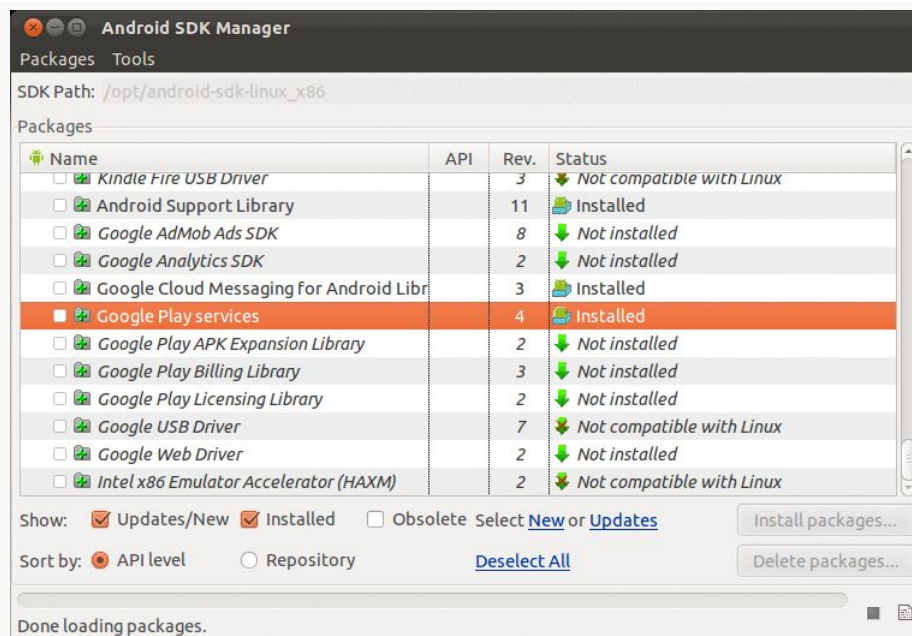 Android SDK Manager
Packages Tools
SDK Path: /opt/android-sdk-linux_x86
Packages
Name API Rev. Status
Kindle Fire USB Driver 3 Not compatible with Linux
Android Support Library 11 Installed
Google AdMob Ads SDK 8 Not installed
Google Analytics SDK 2 Not installed
Google Cloud Messaging for Android Libr 3 Installed
Google Play services 4 Installed
Google Play APK Expansion Library 2 Not installed
Google Play Billing Library 3 Not installed
Google Play Licensing Library 2 Not installed
Google USB Driver 7 Not compatible with Linux
Google Web Driver 2 Not installed
Intel x86 Emulator Accelerator (HAXM) 2 Not compatible with Linux
Show: Updates/New Installed Obsolete Select New or Updates Install packages...
Sort by: API level Repository Deselect All Delete packages...
Done loading packages.